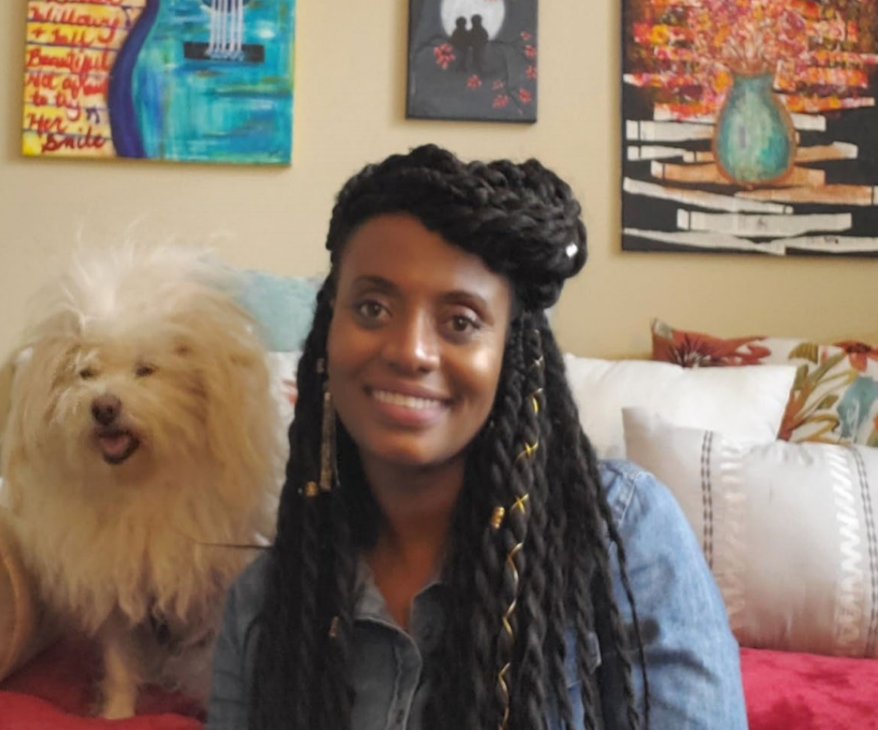 Willowy
+ Tall
Beautiful
Not afraid
to try
Her
Smile